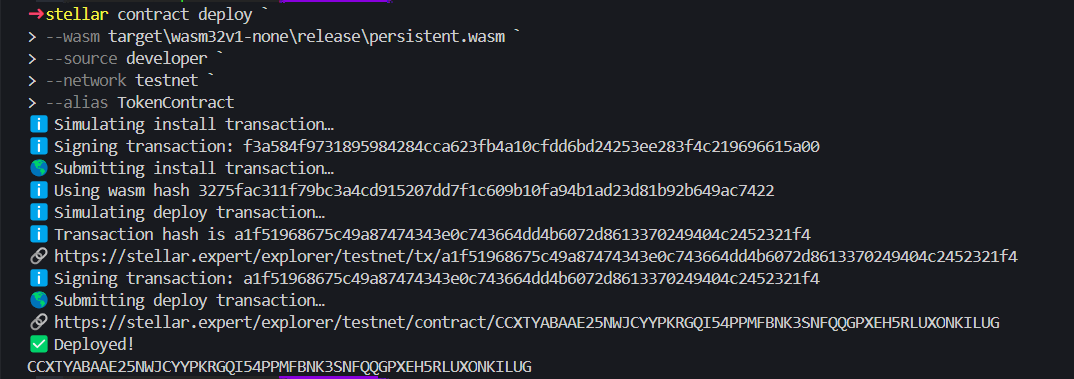 →stellar contract deploy `
> --wasm target\wasm32v1-none\release\persistent.wasm `
> --source developer `
> --network testnet `
> --alias TokenContract
ℹ️ Simulating install transaction…
ℹ️ Signing transaction: f3a584f9731895984284cca623fb4a10cfdd6bd24253ee283f4c219696615a00
🌎 Submitting install transaction…
ℹ️ Using wasm hash 3275fac311f79bc3a4cd915207dd7f1c609b10fa94b1ad23d81b92b649ac7422
ℹ️ Simulating deploy transaction…
ℹ️ Transaction hash is a1f51968675c49a87474343e0c743664dd4b6072d8613370249404c2452321f4
🔗 https://stellar.expert/explorer/testnet/tx/a1f51968675c49a87474343e0c743664dd4b6072d8613370249404c2452321f4
ℹ️ Signing transaction: a1f51968675c49a87474343e0c743664dd4b6072d8613370249404c2452321f4
🌎 Submitting deploy transaction…
🔗 https://stellar.expert/explorer/testnet/contract/CCXTYABAAE25NWJCYYPKRGQI54PPMFBNK3SNFQQGPXEH5RLUXONKILUG
✅ Deployed!
CCXTYABAAE25NWJCYYPKRGQI54PPMFBNK3SNFQQGPXEH5RLUXONKILUG